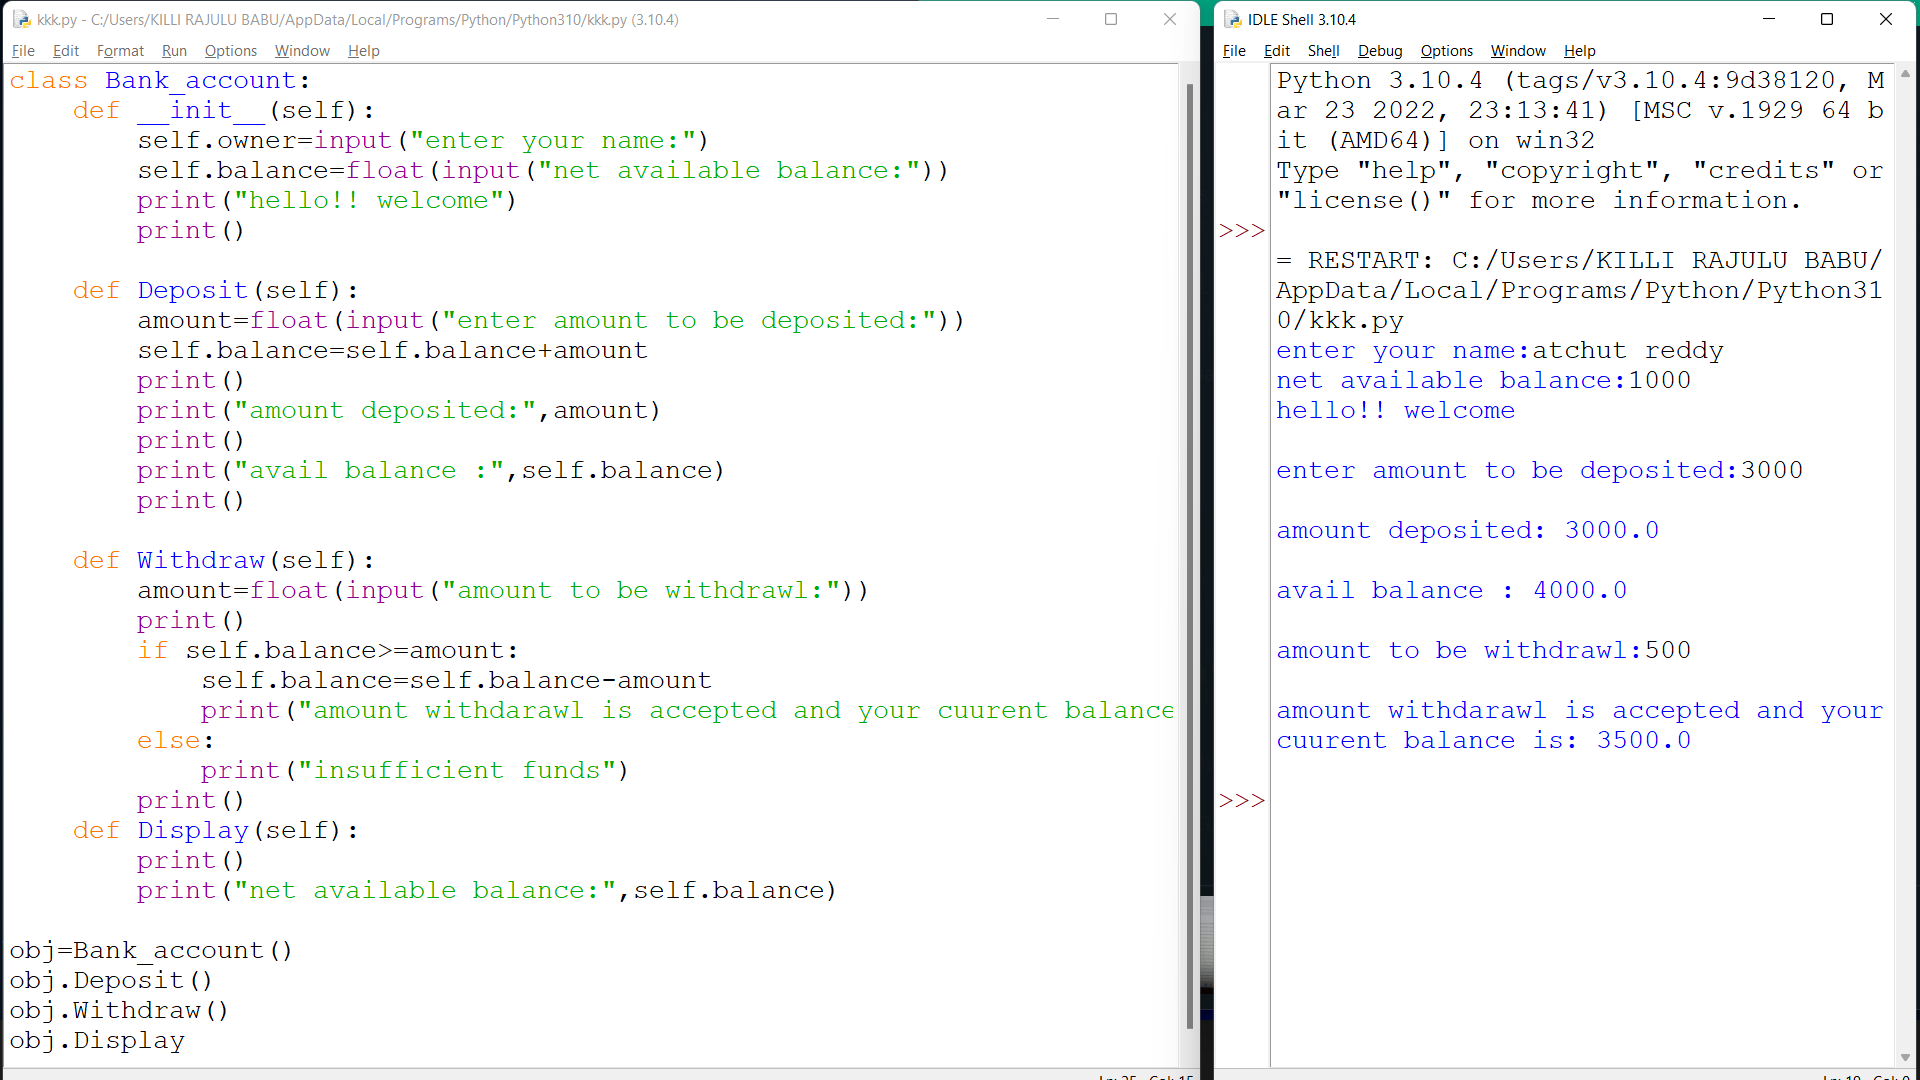 kkk.py - C:/Users/KILLI RAJULU BABU/AppData/Local/Programs/Python/Python310/kkk.py (3.10.4)
File Edit Format Run Options Window Help
class Bank_account:
    def __init__(self):
        self.owner=input("enter your name:")
        self.balance=float(input("net available balance:"))
        print("hello!! welcome")
        print()

    def Deposit(self):
        amount=float(input("enter amount to be deposited:"))
        self.balance=self.balance+amount
        print()
        print("amount deposited:",amount)
        print()
        print("avail balance :",self.balance)
        print()

    def Withdraw(self):
        amount=float(input("amount to be withdrawl:"))
        print()
        if self.balance>=amount:
            self.balance=self.balance-amount
            print("amount withdarawl is accepted and your cuurent balance
        else:
            print("insufficient funds")
        print()
    def Display(self):
        print()
        print("net available balance:",self.balance)

obj=Bank_account()
obj.Deposit()
obj.Withdraw()
obj.Display
IDLE Shell 3.10.4
File Edit Shell Debug Options Window Help
Python 3.10.4 (tags/v3.10.4:9d38120, M
ar 23 2022, 23:13:41) [MSC v.1929 64 b
it (AMD64)] on win32
Type "help", "copyright", "credits" or
"license()" for more information.
>>>
= RESTART: C:/Users/KILLI RAJULU BABU/
AppData/Local/Programs/Python/Python31
0/kkk.py
enter your name:atchut reddy
net available balance:1000
hello!! welcome

enter amount to be deposited:3000

amount deposited: 3000.0

avail balance : 4000.0

amount to be withdrawl:500

amount withdarawl is accepted and your
cuurent balance is: 3500.0

>>>